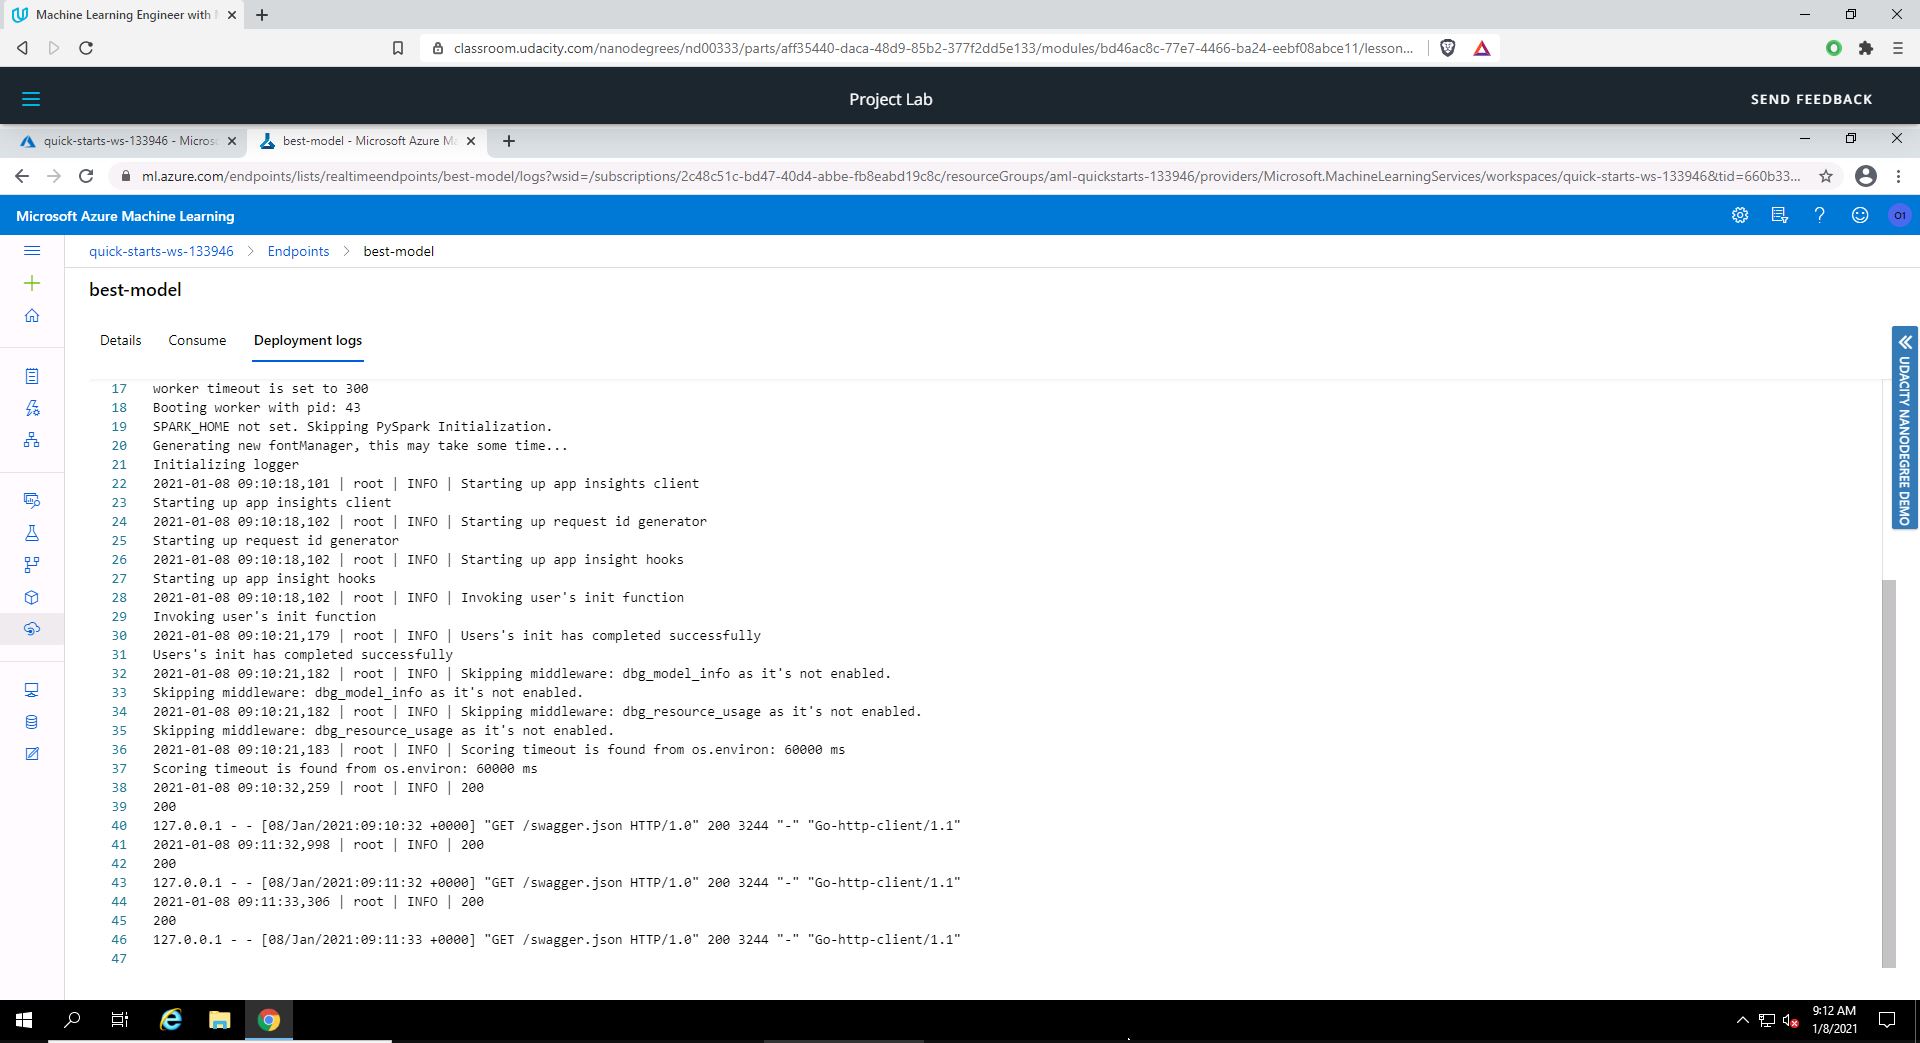 Machine Learning Engineer with
classroom.udacity.com/nanodegrees/nd00333/parts/aff35440-daca-48d9-85b2-377f2dd5e133/modules/bd46ac8c-77e7-4466-ba24-eebf08abce11/lesson...
Project Lab
SEND FEEDBACK
quick-starts-ws-133946 - Micros
best-model - Microsoft Azure Ma
ml.azure.com/endpoints/lists/realtimeendpoints/best-model/logs?wsid=/subscriptions/2c48c51c-bd47-40d4-abbe-fb8eabd19c8c/resourceGroups/aml-quickstarts-133946/providers/Microsoft.MachineLearningServices/workspaces/quick-starts-ws-133946&tid=660b33...
Microsoft Azure Machine Learning
O1
quick-starts-ws-133946 > Endpoints > best-model
best-model
Details Consume Deployment logs
17 worker timeout is set to 300
18 Booting worker with pid: 43
19 SPARK_HOME not set. Skipping PySpark Initialization.
20 Generating new fontManager, this may take some time...
21 Initializing logger
22 2021-01-08 09:10:18,101 | root | INFO | Starting up app insights client
23 Starting up app insights client
24 2021-01-08 09:10:18,102 | root | INFO | Starting up request id generator
25 Starting up request id generator
26 2021-01-08 09:10:18,102 | root | INFO | Starting up app insight hooks
27 Starting up app insight hooks
28 2021-01-08 09:10:18,102 | root | INFO | Invoking user's init function
29 Invoking user's init function
30 2021-01-08 09:10:21,179 | root | INFO | Users's init has completed successfully
31 Users's init has completed successfully
32 2021-01-08 09:10:21,182 | root | INFO | Skipping middleware: dbg_model_info as it's not enabled.
33 Skipping middleware: dbg_model_info as it's not enabled.
34 2021-01-08 09:10:21,182 | root | INFO | Skipping middleware: dbg_resource_usage as it's not enabled.
35 Skipping middleware: dbg_resource_usage as it's not enabled.
36 2021-01-08 09:10:21,183 | root | INFO | Scoring timeout is found from os.environ: 60000 ms
37 Scoring timeout is found from os.environ: 60000 ms
38 2021-01-08 09:10:32,259 | root | INFO | 200
39 200
40 127.0.0.1 - - [08/Jan/2021:09:10:32 +0000] "GET /swagger.json HTTP/1.0" 200 3244 "-" "Go-http-client/1.1"
41 2021-01-08 09:11:32,998 | root | INFO | 200
42 200
43 127.0.0.1 - - [08/Jan/2021:09:11:32 +0000] "GET /swagger.json HTTP/1.0" 200 3244 "-" "Go-http-client/1.1"
44 2021-01-08 09:11:33,306 | root | INFO | 200
45 200
46 127.0.0.1 - - [08/Jan/2021:09:11:33 +0000] "GET /swagger.json HTTP/1.0" 200 3244 "-" "Go-http-client/1.1"
47
UDACITY NANODEGREE DEMO
9:12 AM
1/8/2021